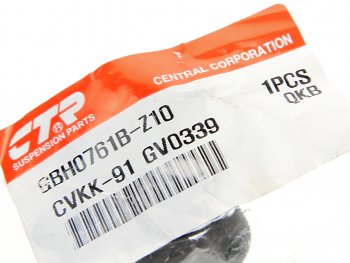 CTR®
SUSPENSION PARTS
CENTRAL CORPORATION
SBH0761B-Z10
1PCS
QKB
CVKK-91 GV0339